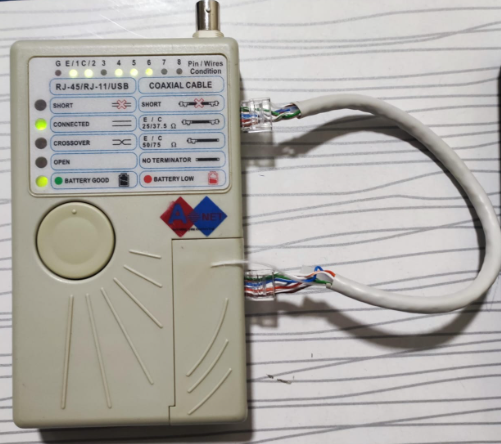 G E/1 C/2 3 4 5 6 7 8 Pin / Wires
Condition
RJ-45/RJ-11/USB COAXIAL CABLE
SHORT SHORT
CONNECTED E / C
25/37.5 Ω
CROSSOVER E / C
50/75 Ω
OPEN NO TERMINATOR
BATTERY GOOD BATTERY LOW